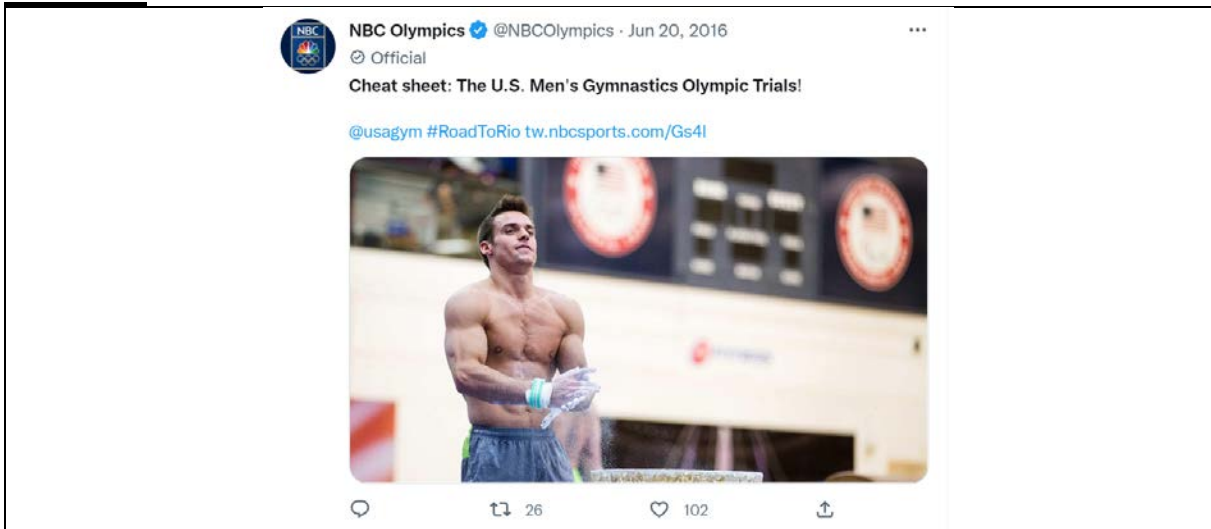 NBC
NBC Olympics @NBCOlympics · Jun 20, 2016
Official
Cheat sheet: The U.S. Men's Gymnastics Olympic Trials!
@usagym #RoadToRio tw.nbcsports.com/Gs4l
26 102